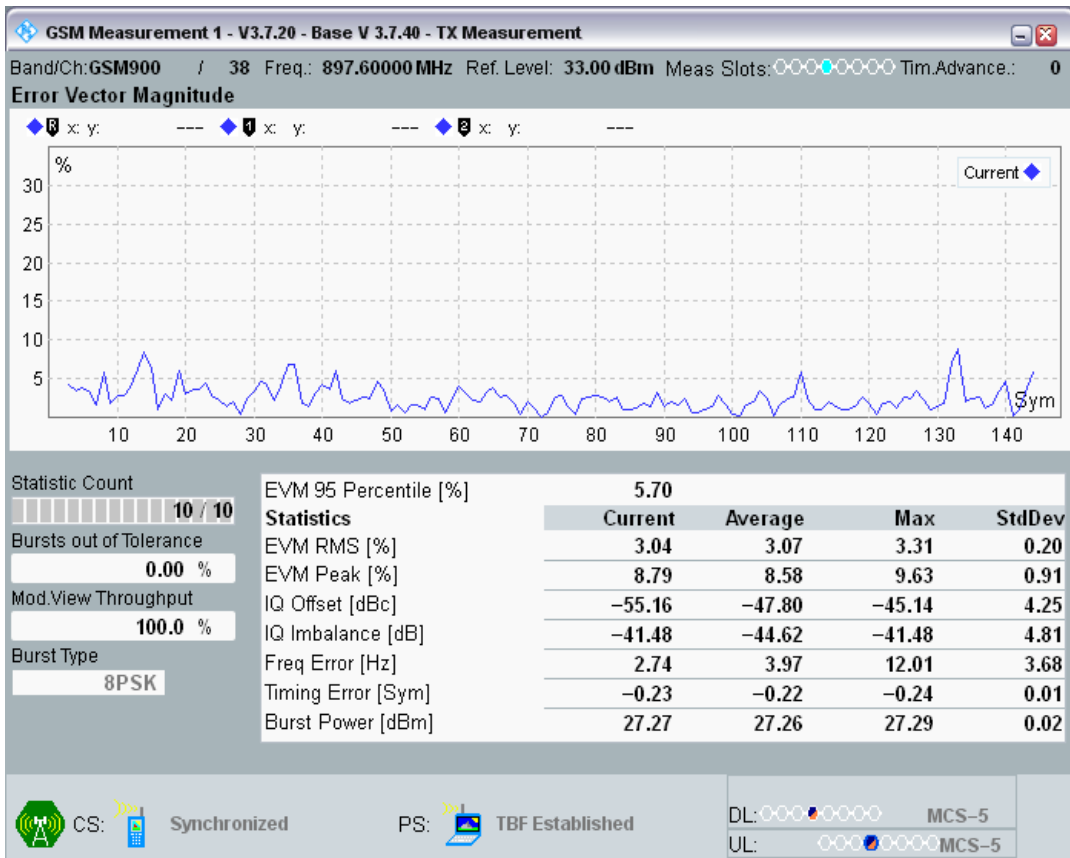 GSM Measurement 1 - V3.7.20 - Base V 3.7.40 - TX Measurement
Band/Ch:GSM900 / 38 Freq.: 897.60000 MHz Ref. Level: 33.00 dBm Meas Slots: Tim.Advance.: 0
Error Vector Magnitude
R x: y: --- 1 x: y: --- 2 x: y: ---
%
Current
30
25
20
15
10
5
Sym
10 20 30 40 50 60 70 80 90 100 110 120 130 140
Statistic Count
10 / 10
Bursts out of Tolerance
0.00 %
Mod.View Throughput
100.0 %
Burst Type
8PSK
EVM 95 Percentile [%] 5.70
Statistics Current Average Max StdDev
EVM RMS [%] 3.04 3.07 3.31 0.20
EVM Peak [%] 8.79 8.58 9.63 0.91
IQ Offset [dBc] −55.16 −47.80 −45.14 4.25
IQ Imbalance [dB] −41.48 −44.62 −41.48 4.81
Freq Error [Hz] 2.74 3.97 12.01 3.68
Timing Error [Sym] −0.23 −0.22 −0.24 0.01
Burst Power [dBm] 27.27 27.26 27.29 0.02
CS: Synchronized PS: TBF Established
DL: MCS−5
UL: MCS−5